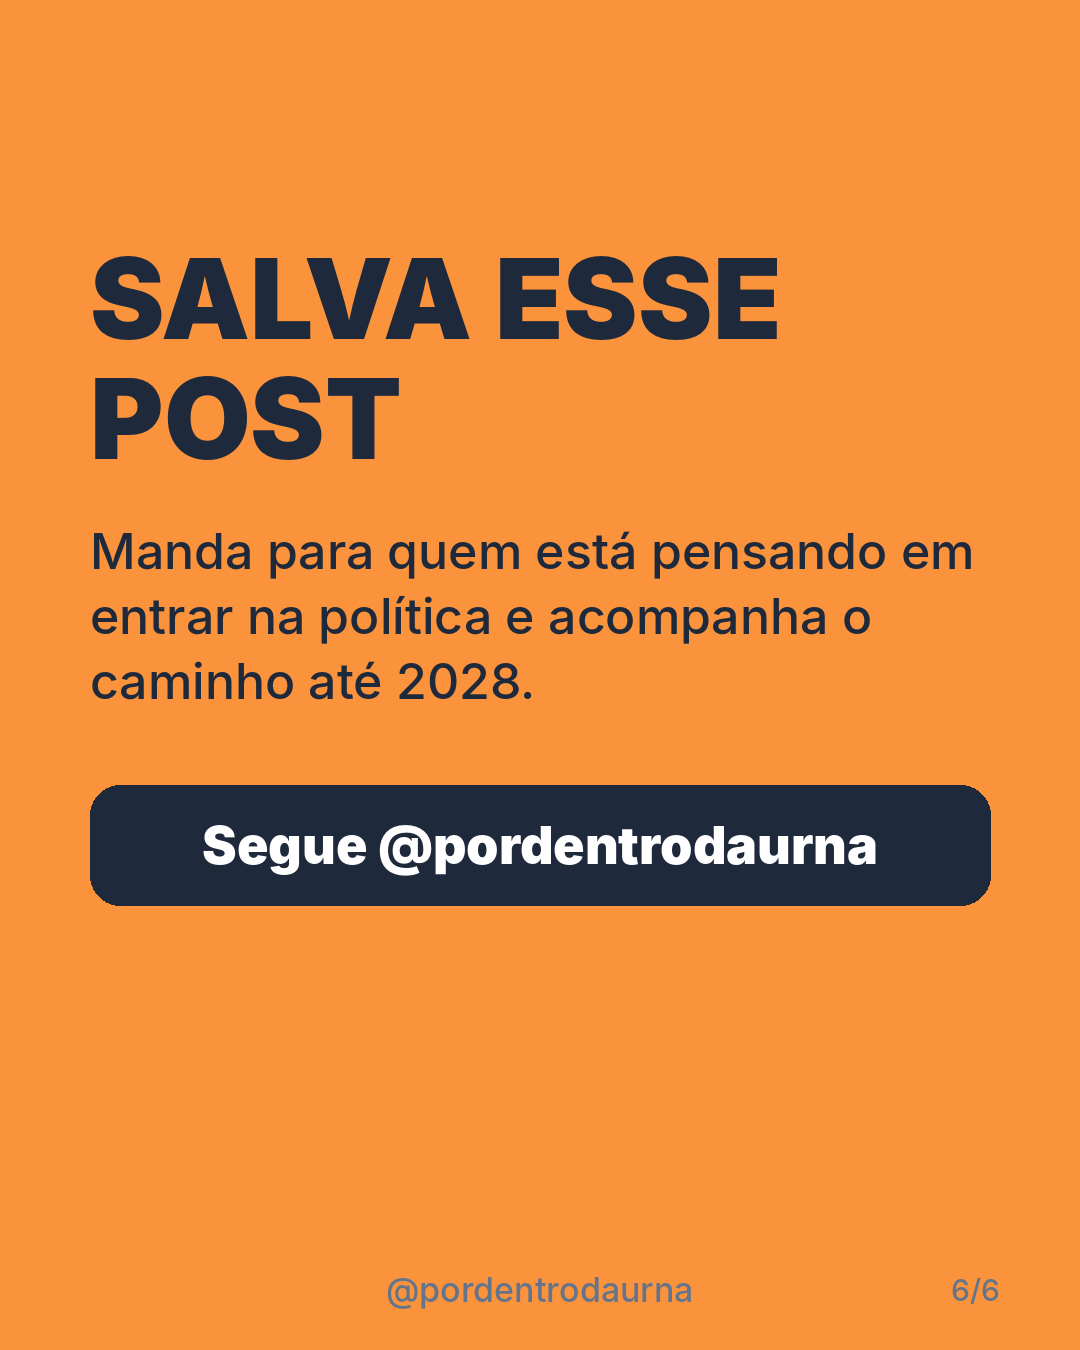 SALVA ESSE
POST
Manda para quem está pensando em
entrar na política e acompanha o
caminho até 2028.
Segue @pordentrodaurna
@pordentrodaurna
6/6